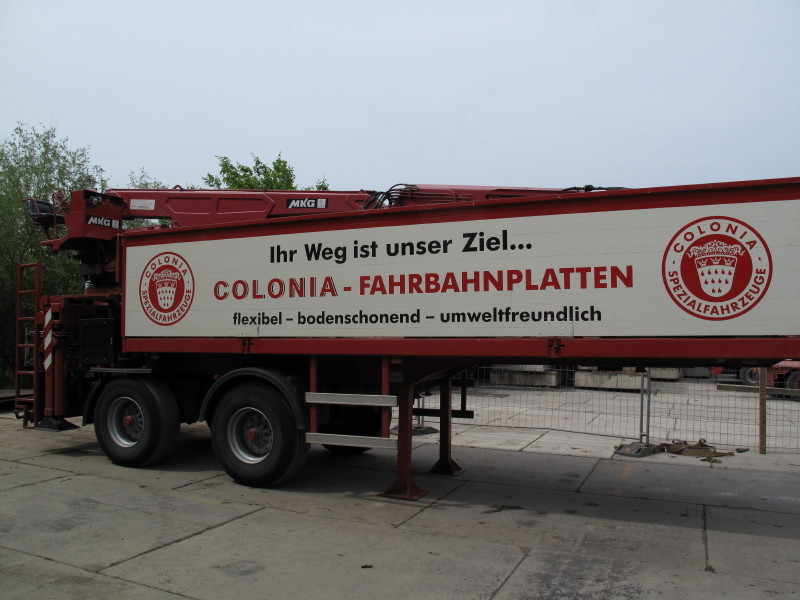 MKG
MKG
Ihr Weg ist unser Ziel...
COLONIA - FAHRBAHNPLATTEN
flexibel – bodenschonend – umweltfreundlich
COLONIA
SPEZIALFAHRZEUGE
COLONIA
SPEZIALFAHRZEUGE